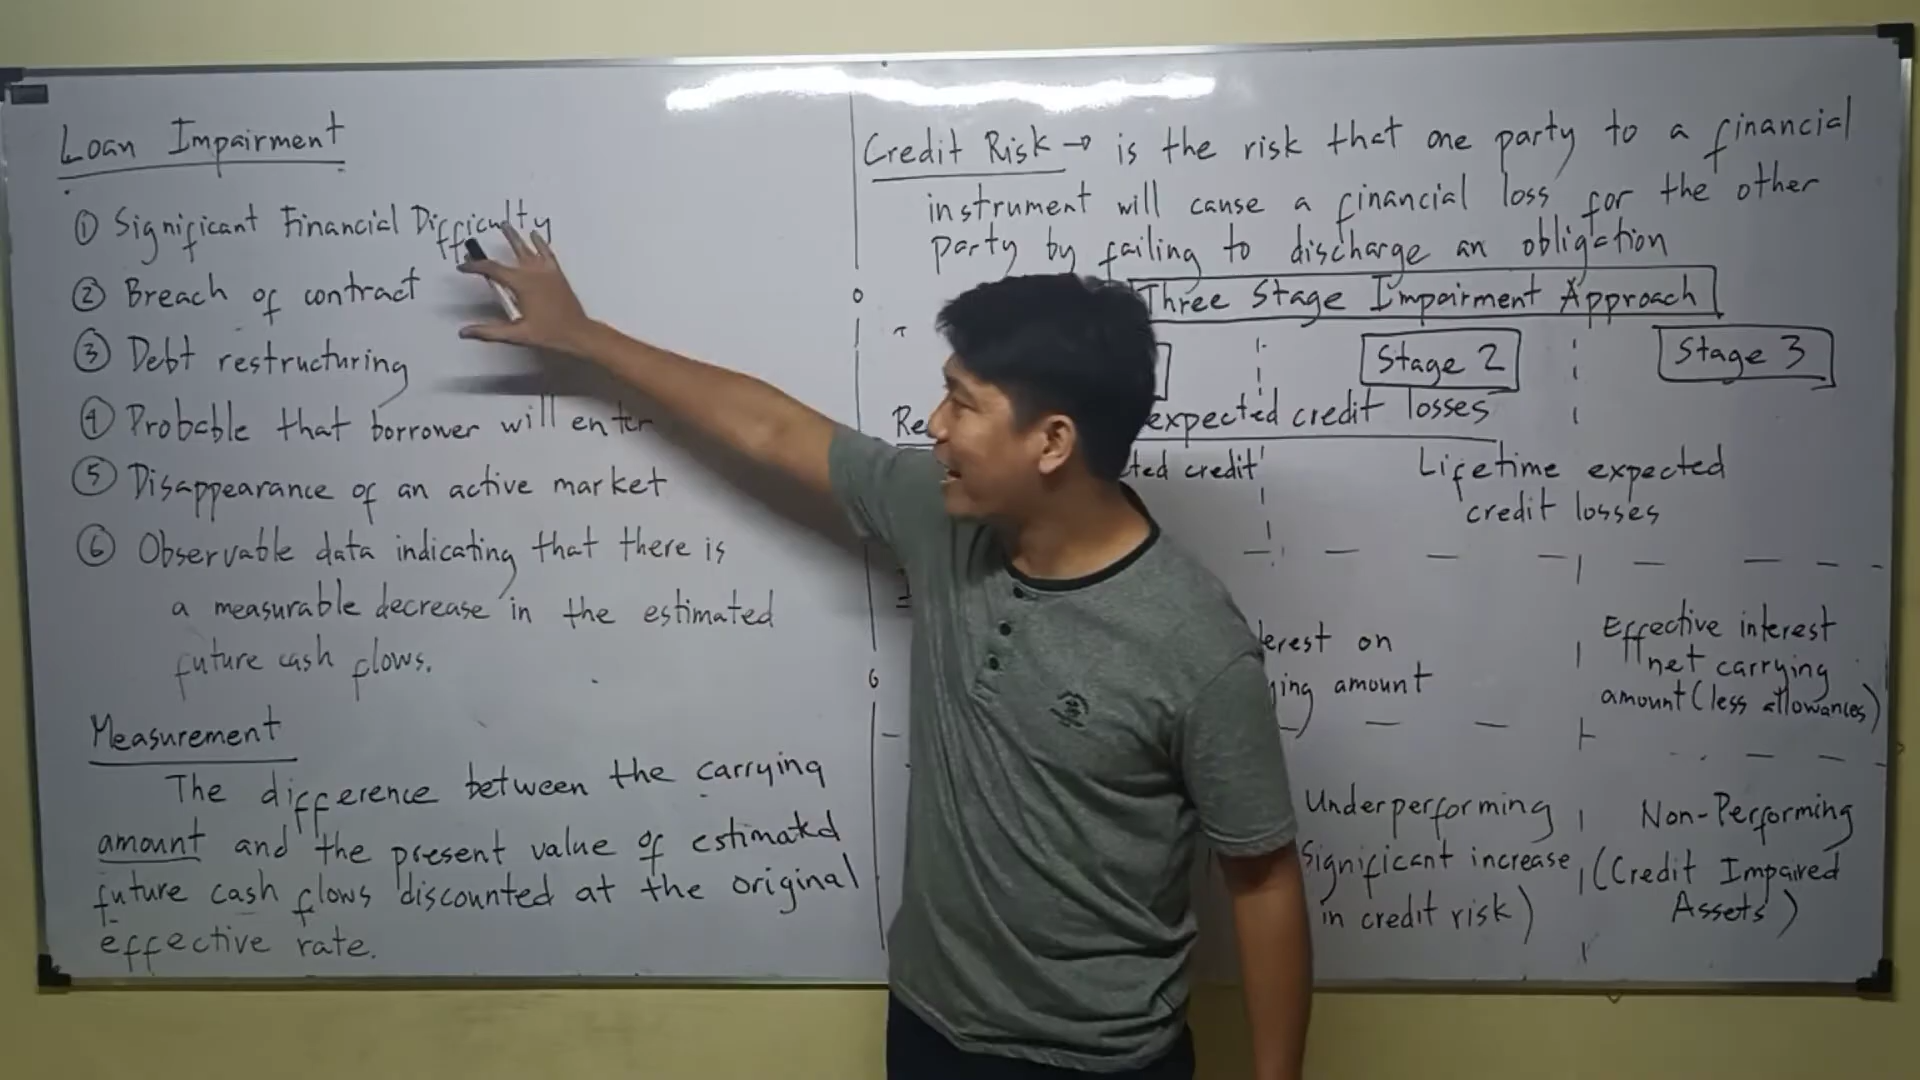 Loan Impairment
① Significant Financial Difficulty
② Breach of contract
③ Debt restructuring
④ Probable that borrower will enter
⑤ Disappearance of an active market
⑥ Observable data indicating that there is
a measurable decrease in the estimated
future cash flows.
Measurement
The difference between the carrying
amount and the present value of estimated
future cash flows discounted at the original
effective rate.
Credit Risk → is the risk that one party to a financial
instrument will cause a financial loss for the other
party by failing to discharge an obligation
Three Stage Impairment Approach
Stage 2
Stage 3
expected credit losses
credit
Lifetime expected
credit losses
on
amount
Effective interest
net carrying
amount (less allowances)
Underperforming
Significant increase
in credit risk)
Non-Performing
(Credit Impaired
Assets)